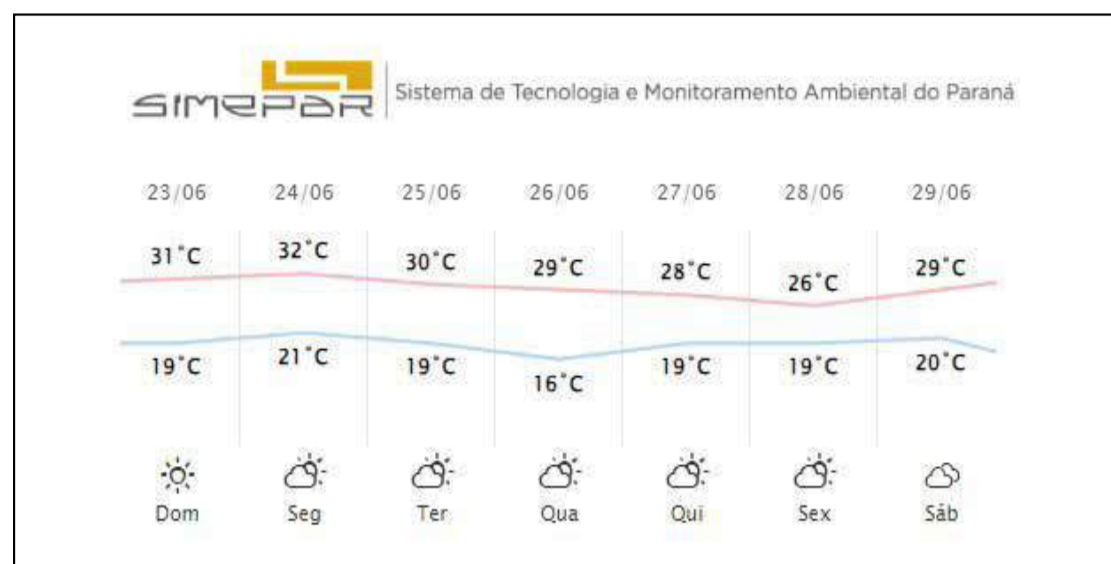 SIMEPAR
Sistema de Tecnologia e Monitoramento Ambiental do Paraná
23/06 24/06 25/06 26/06 27/06 28/06 29/06
31°C 32°C 30°C 29°C 28°C 26°C 29°C
19°C 21°C 19°C 16°C 19°C 19°C 20°C
Dom Seg Ter Qua Qui Sex Sáb